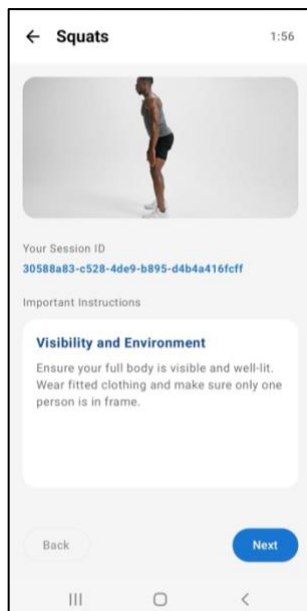 Squats 1:56
Your Session ID
30588a83-c528-4de9-b895-d4b4a416fcff
Important Instructions
Visibility and Environment
Ensure your full body is visible and well-lit.
Wear fitted clothing and make sure only one
person is in frame.
Back Next